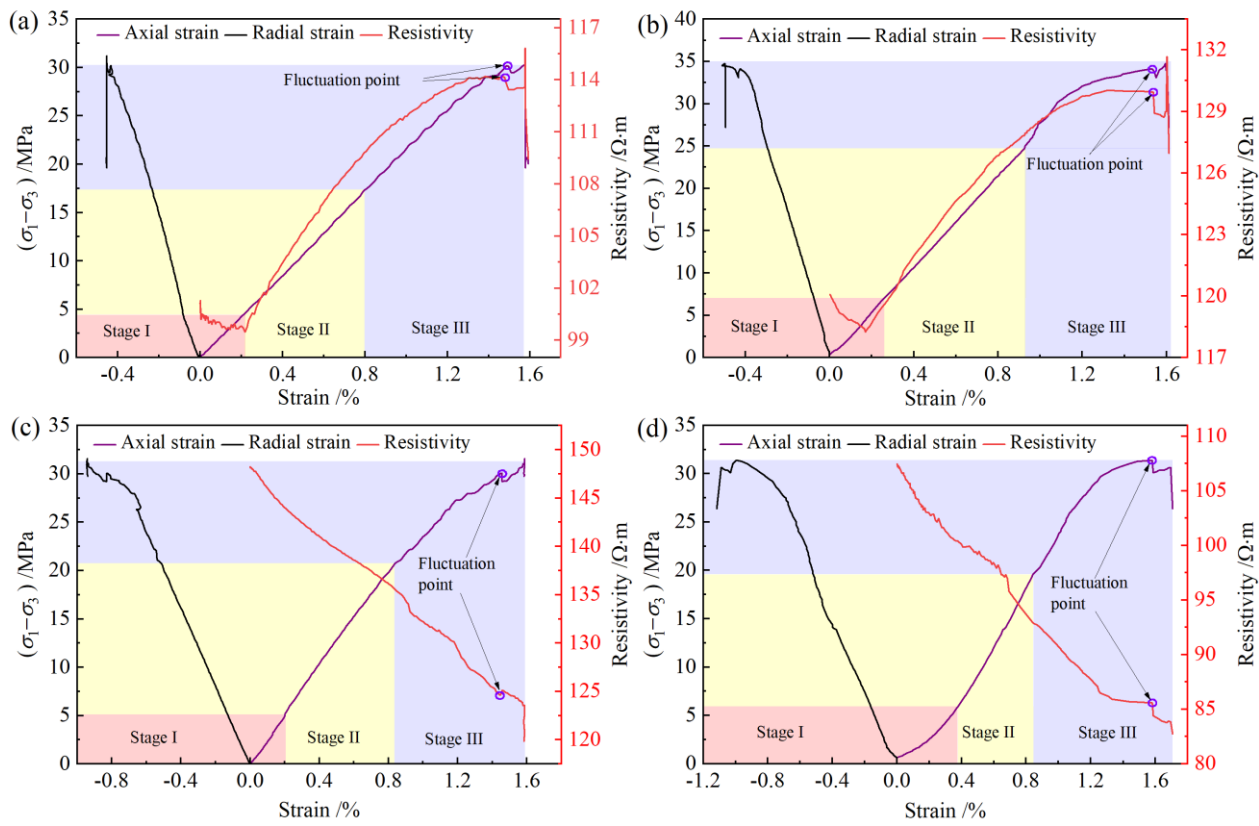 (a)
Axial strain Radial strain Resistivity
Fluctuation point
Stage I Stage II Stage III
(σ1−σ3) /MPa
0 5 10 15 20 25 30 35
-0.4 0.0 0.4 0.8 1.2 1.6
Strain /%
99 101 105 108 111 114 117
Resistivity /Ω·m
(b)
Axial strain Radial strain Resistivity
Fluctuation point
Stage I Stage II Stage III
(σ1−σ3) /MPa
0 5 10 15 20 25 30 35 40
-0.4 0.0 0.4 0.8 1.2 1.6
Strain /%
117 120 123 126 129 132
Resistivity /Ω·m
(c)
Axial strain Radial strain Resistivity
Fluctuation
point
Stage I Stage II Stage III
(σ1−σ3) /MPa
0 5 10 15 20 25 30 35
-0.8 -0.4 0.0 0.4 0.8 1.2 1.6
Strain /%
120 125 129 134 138 143 148
Resistivity /Ω·m
(d)
Axial strain Radial strain Resistivity
Fluctuation
point
Stage I Stage II Stage III
(σ1−σ3) /MPa
0 5 10 15 20 25 30 35
-1.2 -0.8 -0.4 0.0 0.4 0.8 1.2 1.6
Strain /%
80 85 90 95 100 105 110
Resistivity /Ω·m